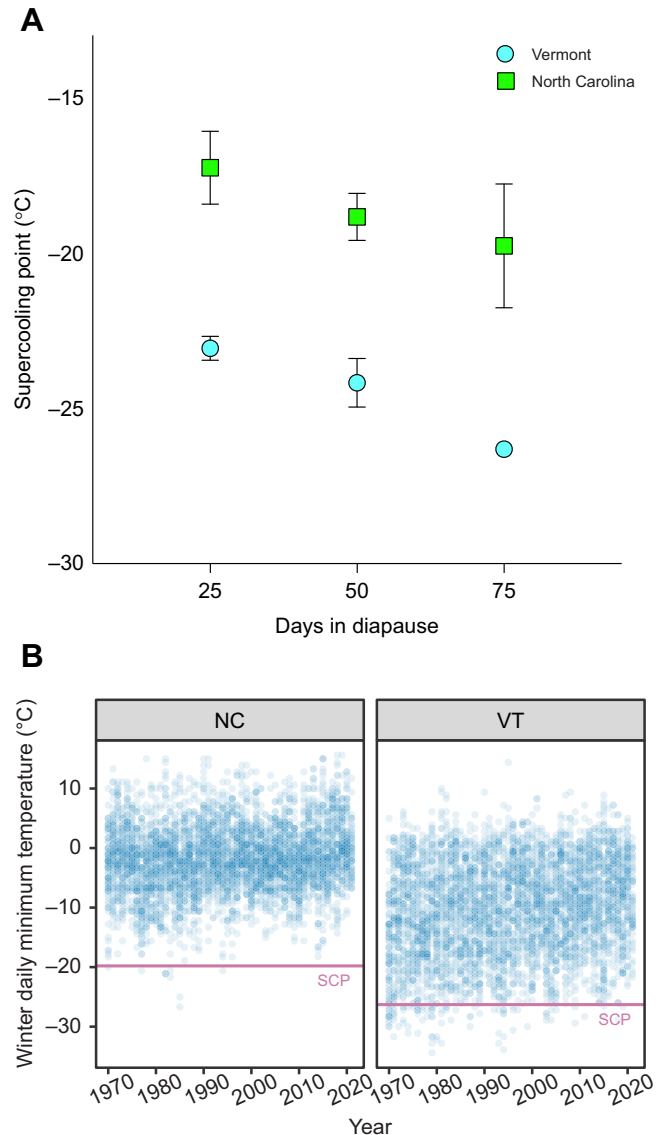 A
Vermont
North Carolina
Supercooling point (°C)
–15
–20
–25
–30
25 50 75
Days in diapause
B
NC VT
Winter daily minimum temperature (°C)
10
0
–10
–20
–30
SCP
SCP
1970 1980 1990 2000 2010 2020 1970 1980 1990 2000 2010 2020
Year